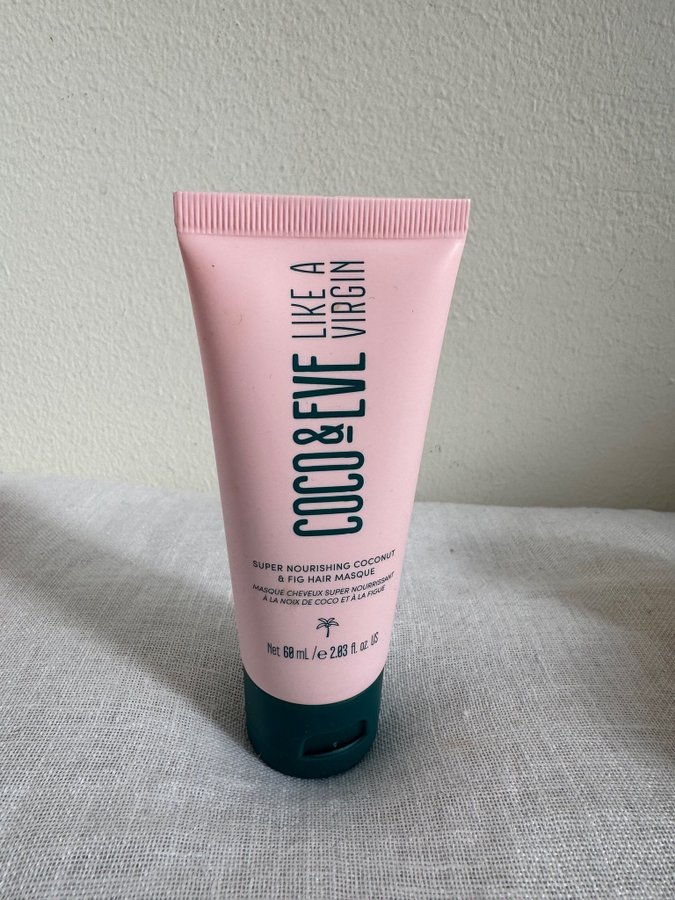 COCO & EVE
LIKE A
VIRGIN
SUPER NOURISHING COCONUT
& FIG HAIR MASQUE
MASQUE CHEVEUX SUPER NOURRISSANT
À LA NOIX DE COCO ET À LA FIGUE
Net 60 mL / ℮ 2.03 fl. oz. US